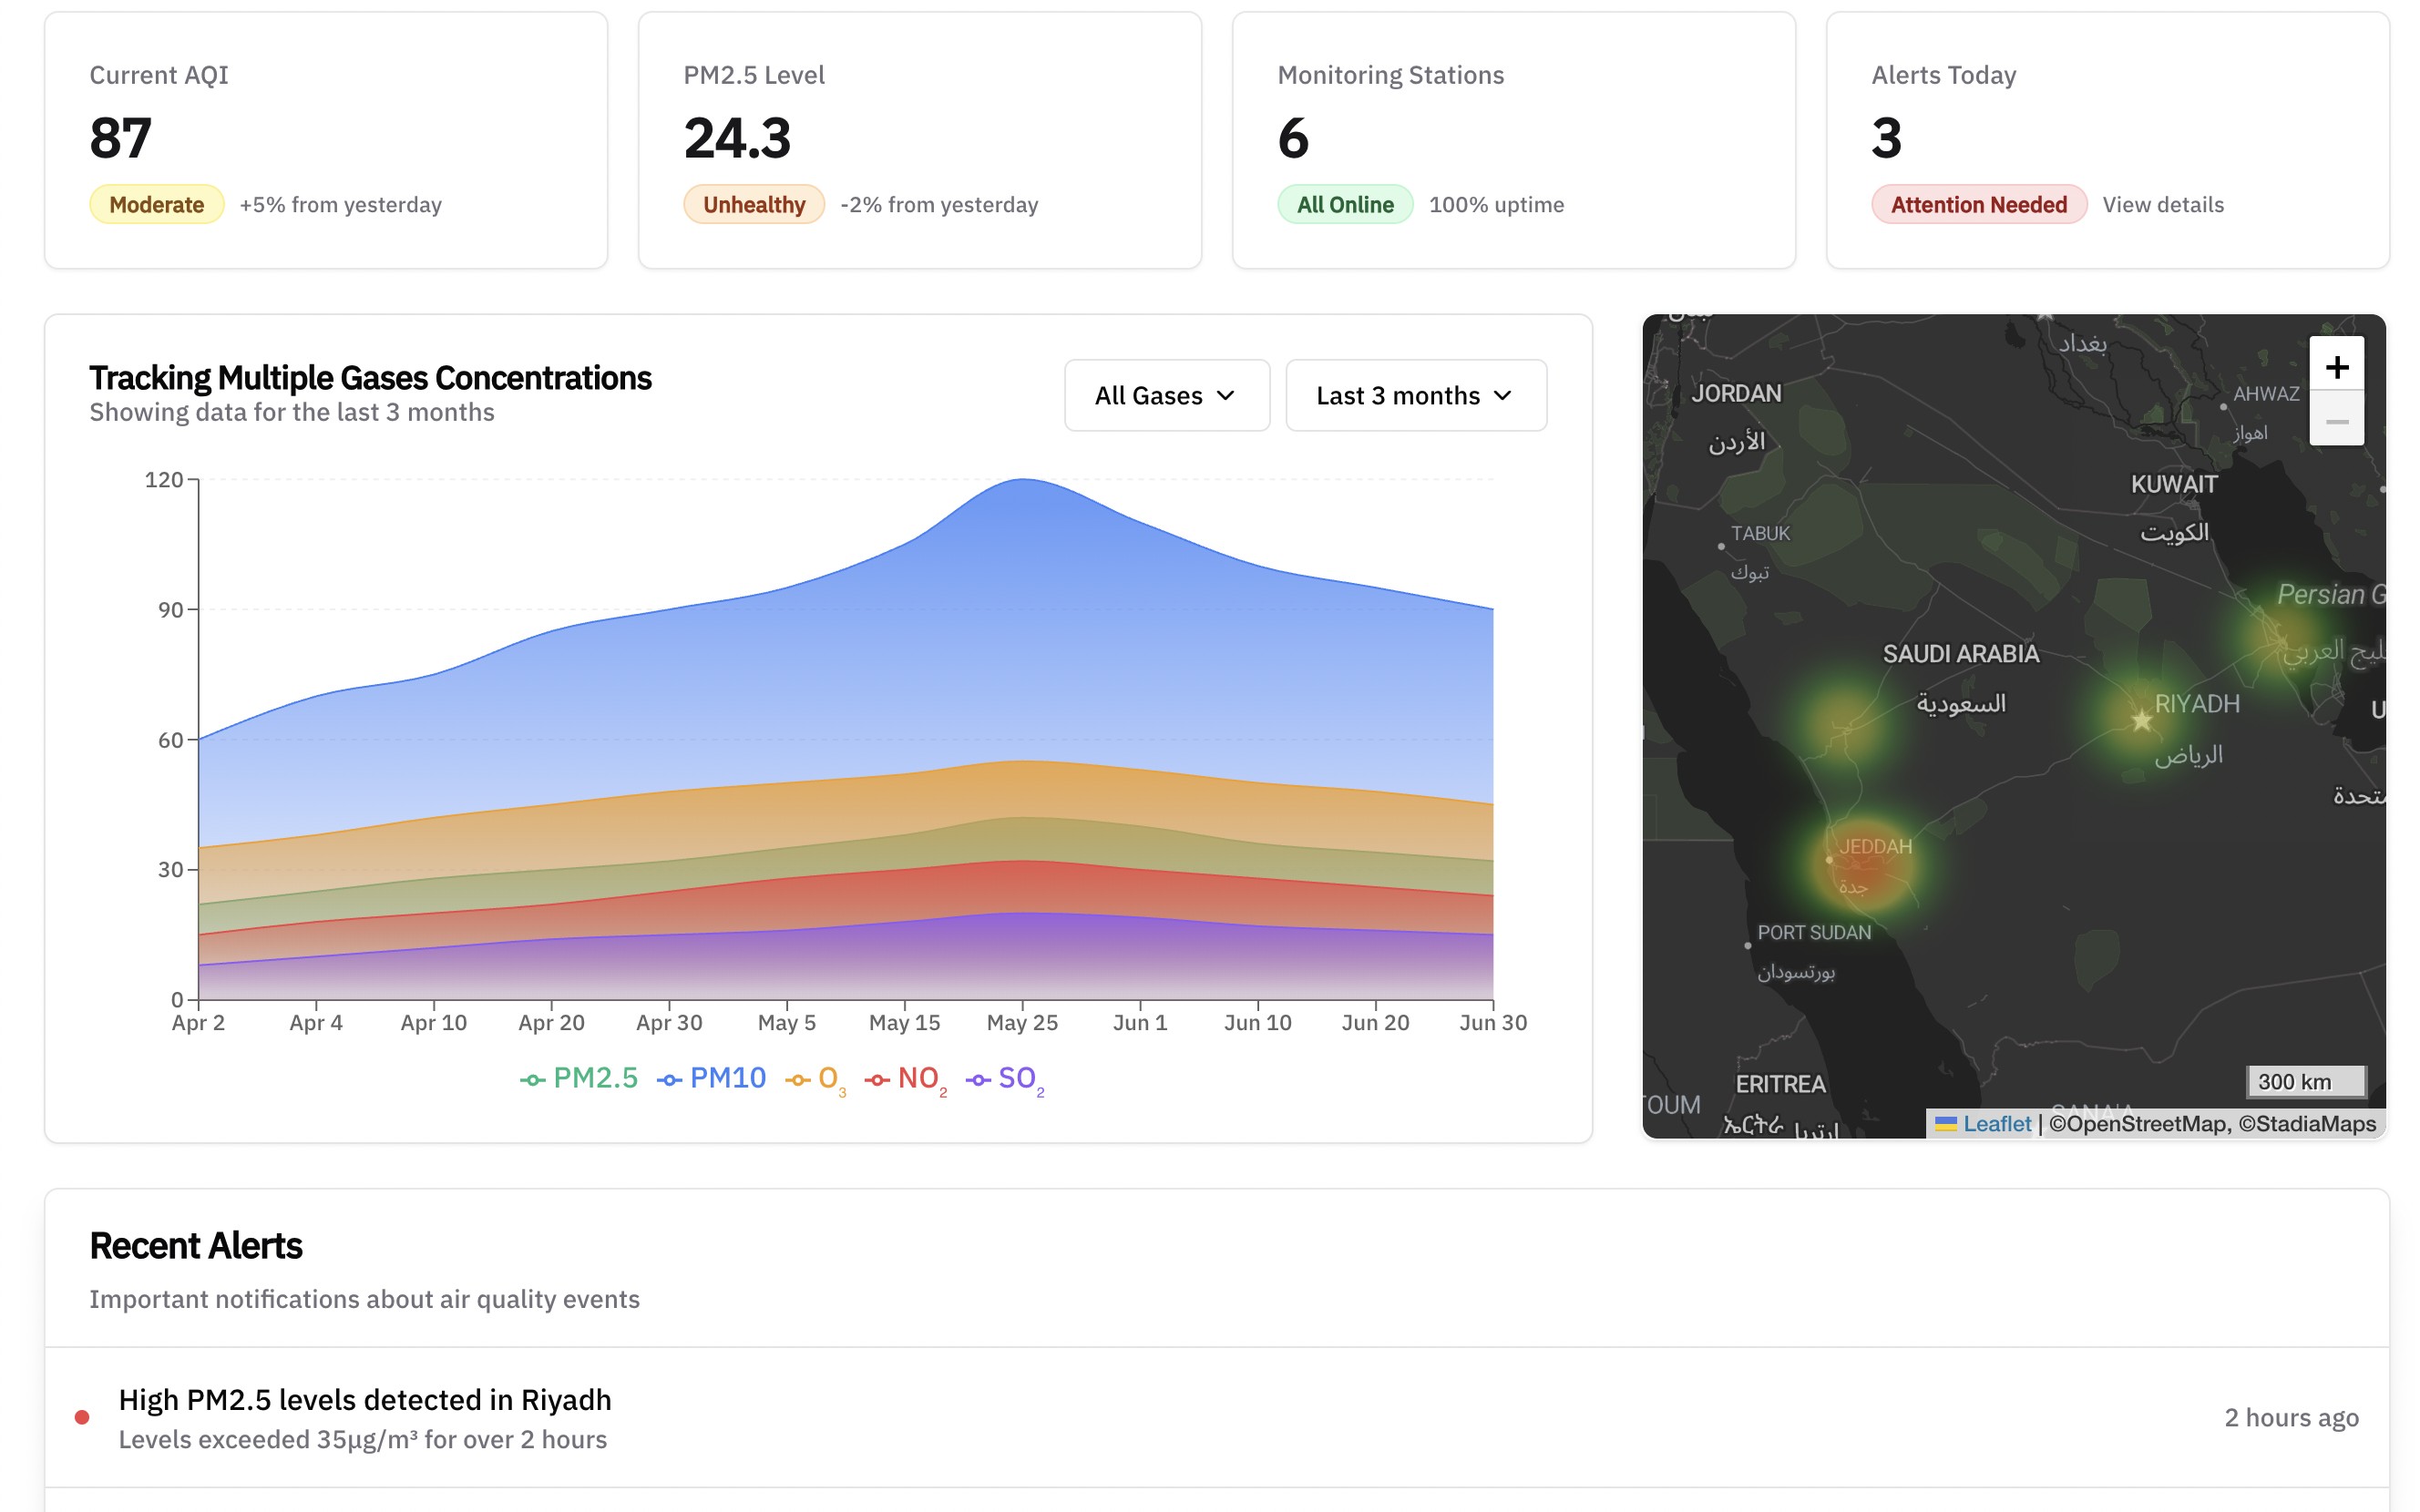 Current AQI
87
Moderate +5% from yesterday
PM2.5 Level
24.3
Unhealthy -2% from yesterday
Monitoring Stations
6
All Online 100% uptime
Alerts Today
3
Attention Needed View details
Tracking Multiple Gases Concentrations
Showing data for the last 3 months
All Gases
Last 3 months
120
90
60
30
0
Apr 2 Apr 4 Apr 10 Apr 20 Apr 30 May 5 May 15 May 25 Jun 1 Jun 10 Jun 20 Jun 30
PM2.5 PM10 O₃ NO₂ SO₂
بغداد
+
−
JORDAN
الأردن
AHWAZ
اهواز
KUWAIT
الكويت
TABUK
تبوك
Persian G
SAUDI ARABIA
السعودية
العربي
RIYADH
الرياض
U
JEDDAH
جدة
PORT SUDAN
بورتسودان
ERITREA
ኤርትራ إرتريا
TOUM
SANA'A
300 km
Leaflet | ©OpenStreetMap, ©StadiaMaps
Recent Alerts
Important notifications about air quality events
High PM2.5 levels detected in Riyadh
Levels exceeded 35µg/m³ for over 2 hours
2 hours ago